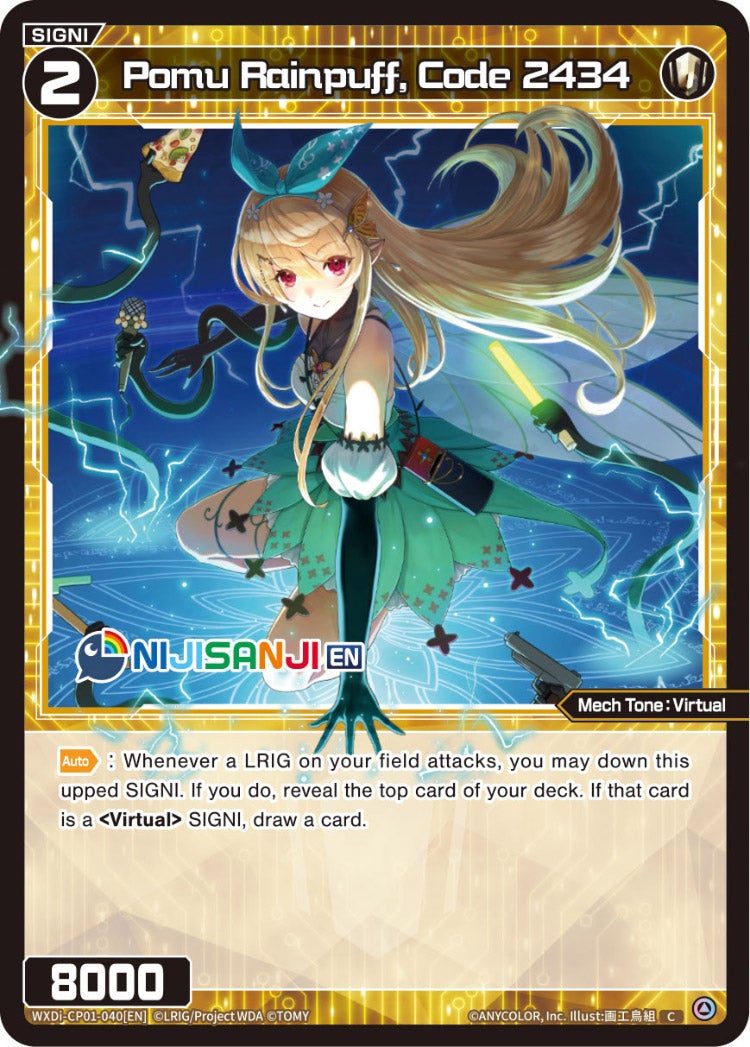 SIGNI
2
Pomu Rainpuff, Code 2434
NIJISANJI EN
Mech Tone:Virtual
Auto : Whenever a LRIG on your field attacks, you may down this
upped SIGNI. If you do, reveal the top card of your deck. If that card
is a <Virtual> SIGNI, draw a card.
8000
WXDi-CP01-040[EN] ©LRIG/Project WDA ©TOMY
©ANYCOLOR, Inc. Illust:画工鳥組 C